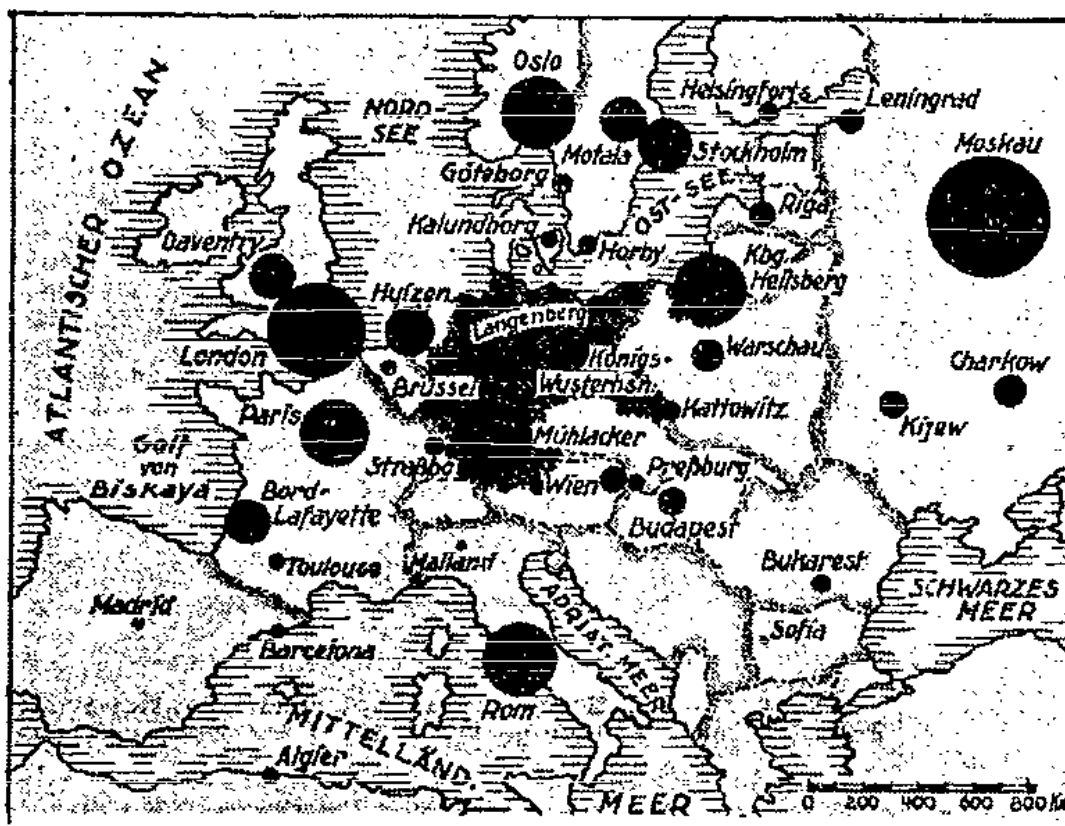 ATLANTISCHER
OZEAN
NORD-
SEE
Oslo
Helsingfors
Leningrad
Moskau
Motala
Stockholm
Göteborg
OST-SEE
Riga
Daventry
Kalundborg
Horby
Kbg.
Heilsberg
Huizen
Langenberg
London
Brüssel
Königs-
Wusterhsn.
Warschau
Charkow
Paris
Kattowitz
Kijew
Golf
von
Biskaya
Straßbg.
Mühlacker
Wien
Preßburg
Bord-
Lafayette
Budapest
Toulouse
Mailand
Bukarest
SCHWARZES
MEER
Madrid
ADRIAT. MEER
Sofia
Barcelona
Rom
MITTELLÄND.
MEER
Algier
0 200 400 600 800 Km